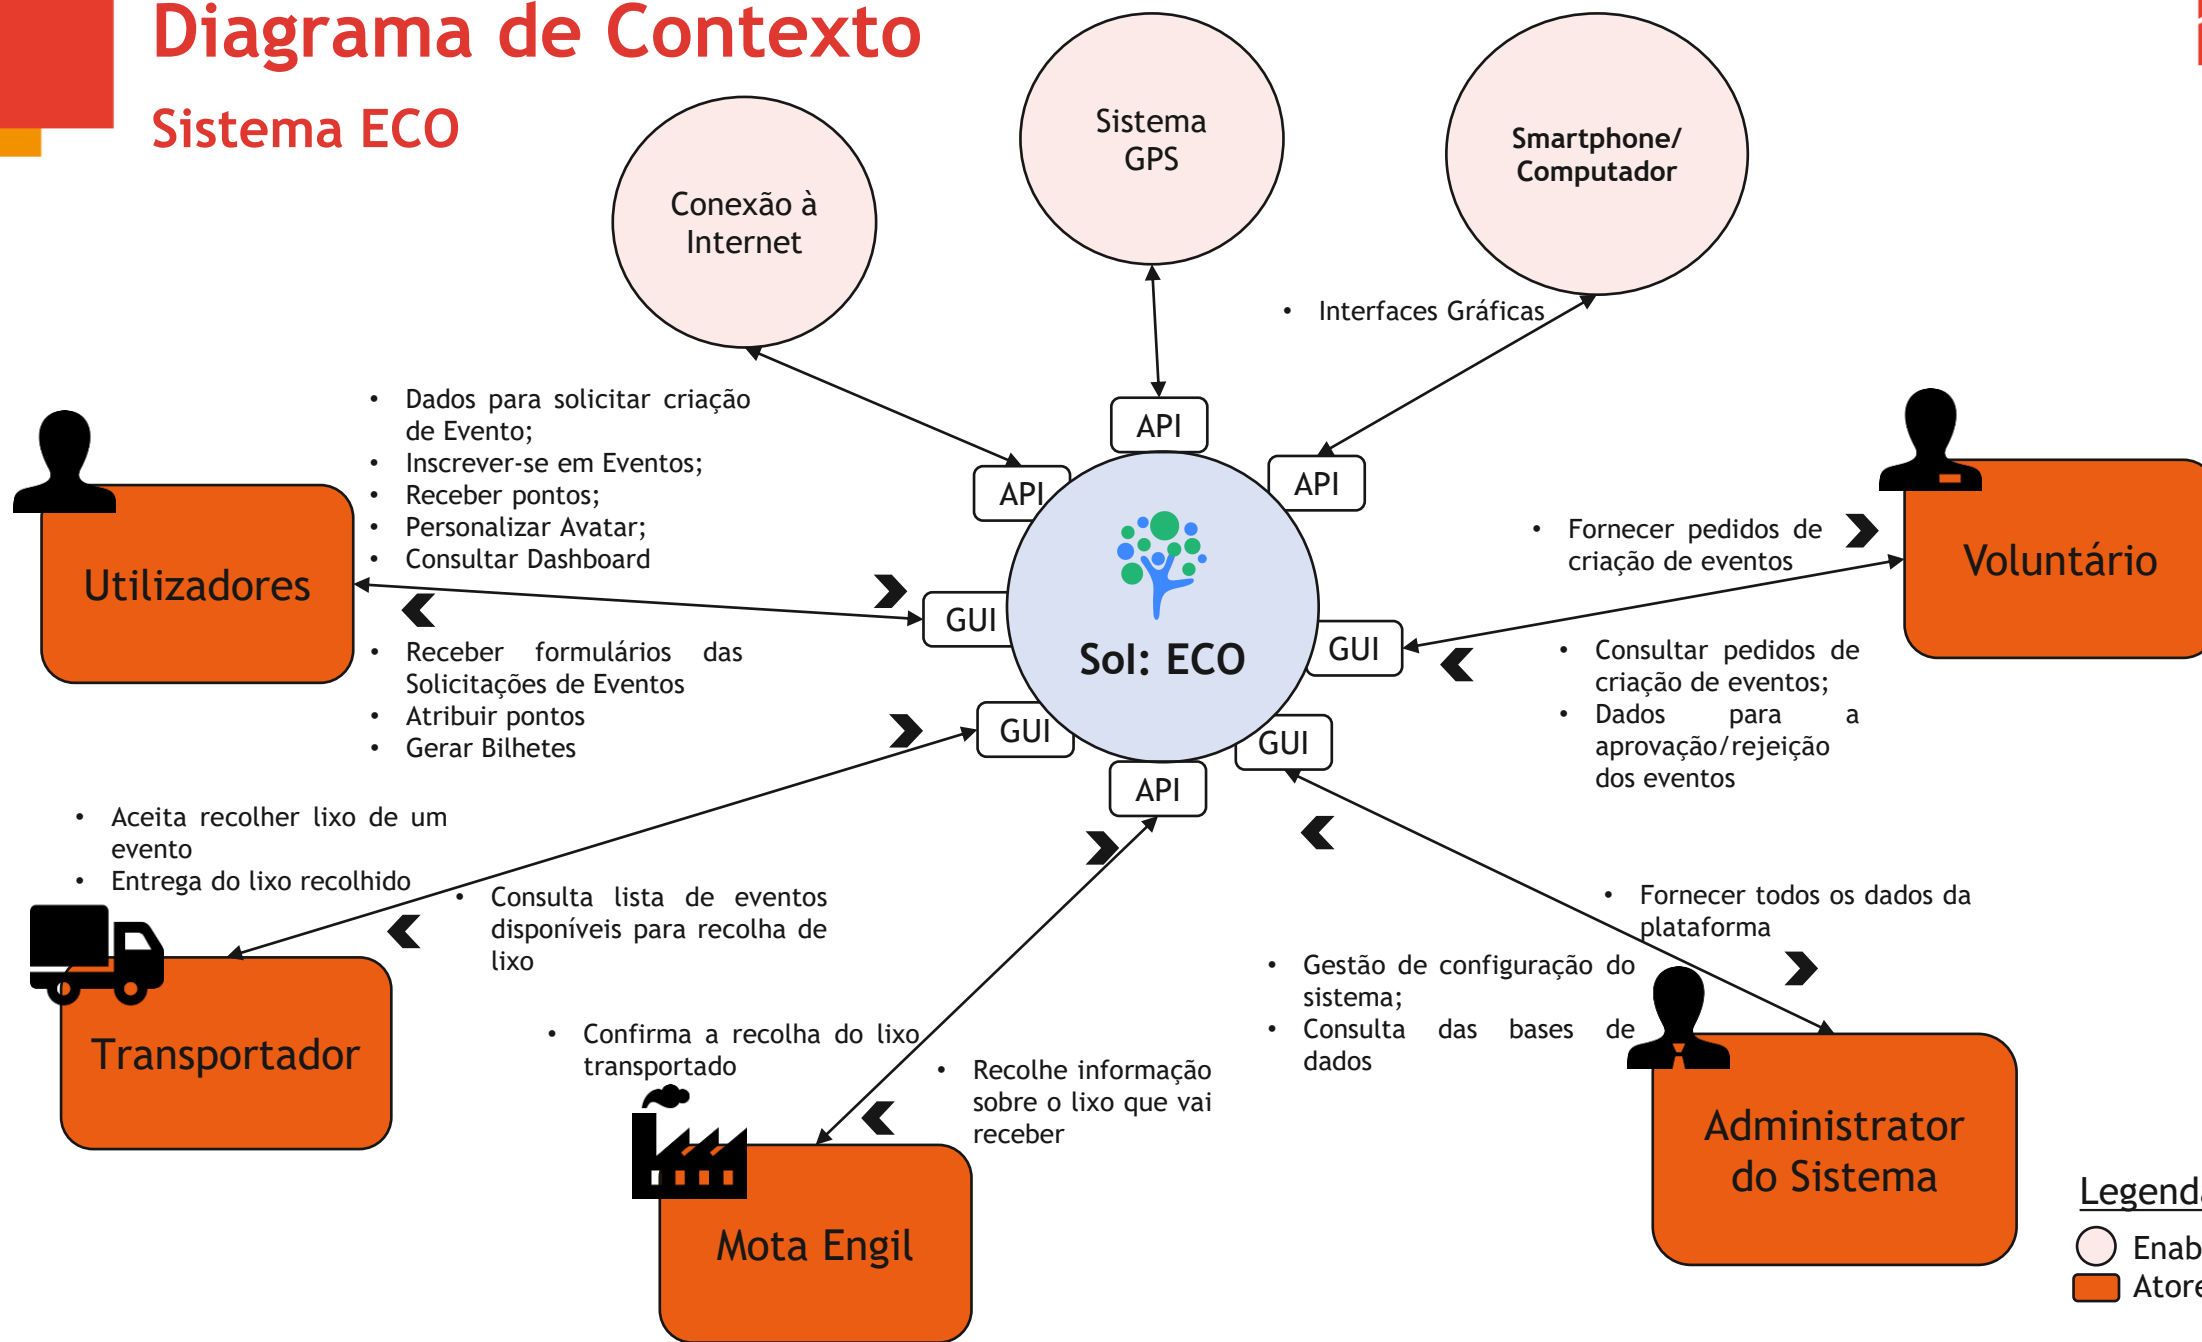 Diagrama de Contexto
Sistema ECO
Conexão à
Internet
Sistema
GPS
Smartphone/
Computador
• Interfaces Gráficas
• Dados para solicitar criação
de Evento;
• Inscrever-se em Eventos;
• Receber pontos;
• Personalizar Avatar;
• Consultar Dashboard
Utilizadores
• Receber formulários das
Solicitações de Eventos
• Atribuir pontos
• Gerar Bilhetes
API
API
API
GUI
GUI
GUI
GUI
API
Sol: ECO
• Fornecer pedidos de
criação de eventos
Voluntário
• Consultar pedidos de
criação de eventos;
• Dados para a
aprovação/rejeição
dos eventos
• Aceita recolher lixo de um
evento
• Entrega do lixo recolhido
• Consulta lista de eventos
disponíveis para recolha de
lixo
Transportador
• Confirma a recolha do lixo
transportado
• Recolhe informação
sobre o lixo que vai
receber
Mota Engil
• Fornecer todos os dados da
plataforma
• Gestão de configuração do
sistema;
• Consulta das bases de
dados
Administrator
do Sistema
Legenda
Enab
Atore